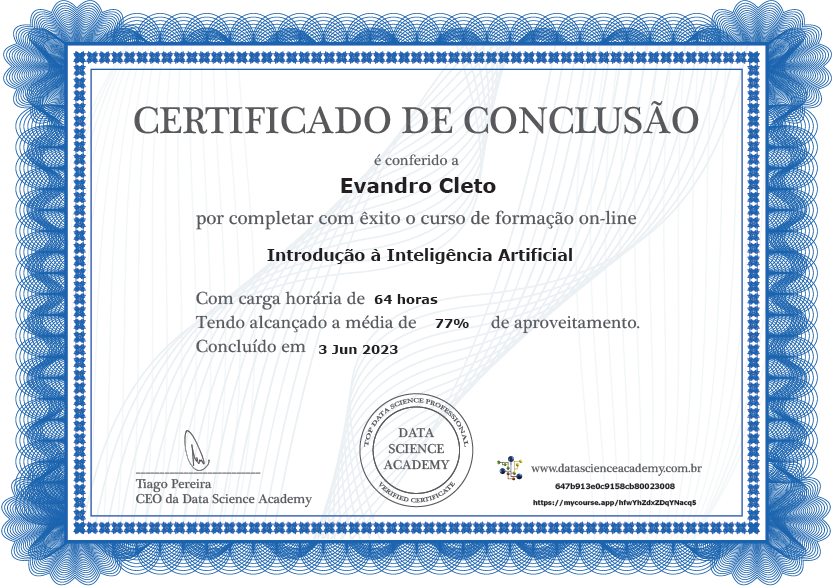 CERTIFICADO DE CONCLUSÃO
é conferido a
Evandro Cleto
por completar com êxito o curso de formação on-line
Introdução à Inteligência Artificial
Com carga horária de 64 horas
Tendo alcançado a média de 77% de aproveitamento.
Concluído em 3 Jun 2023
TOP DATA SCIENCE PROFESSIONAL
DATA
SCIENCE
ACADEMY
VERIFIED CERTIFICATE
Tiago Pereira
CEO da Data Science Academy
www.datascienceacademy.com.br
647b913e0c9158cb80023008
https://mycourse.app/hfwYhZdxZDqYNacq5